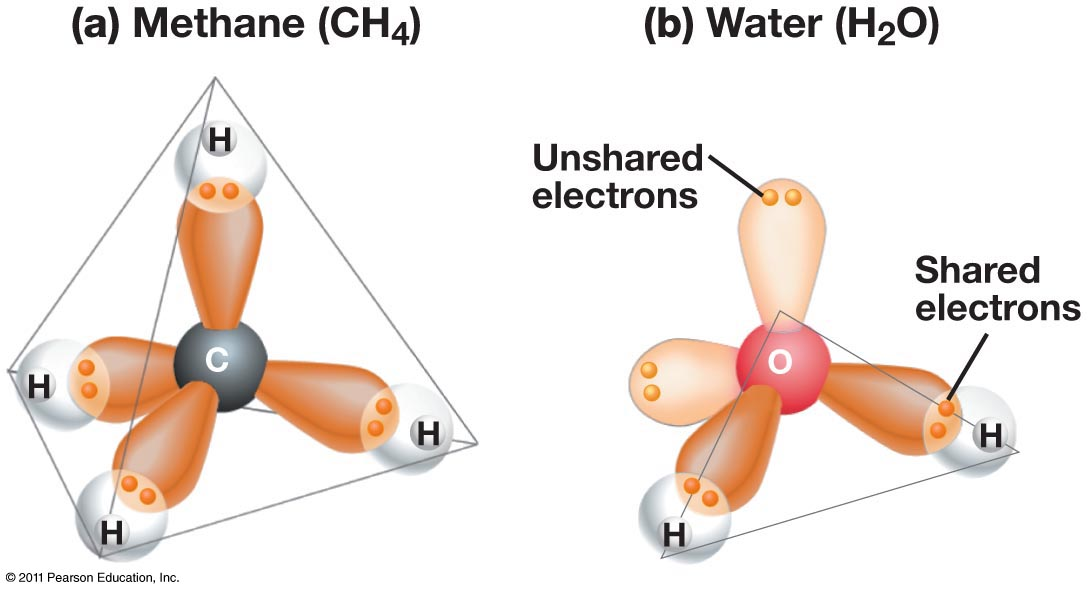 (a) Methane (CH4)
(b) Water (H2O)
H
C
H
H
H
Unshared
electrons
Shared
electrons
O
H
H
© 2011 Pearson Education, Inc.